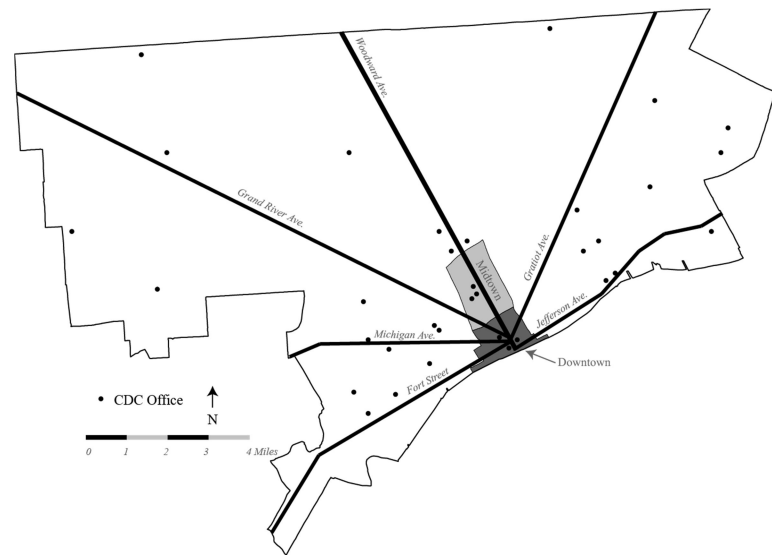 Woodward Ave.
Grand River Ave.
Gratiot Ave.
Midtown
Jefferson Ave.
Michigan Ave.
Downtown
Fort Street
CDC Office
N
0 1 2 3 4 Miles